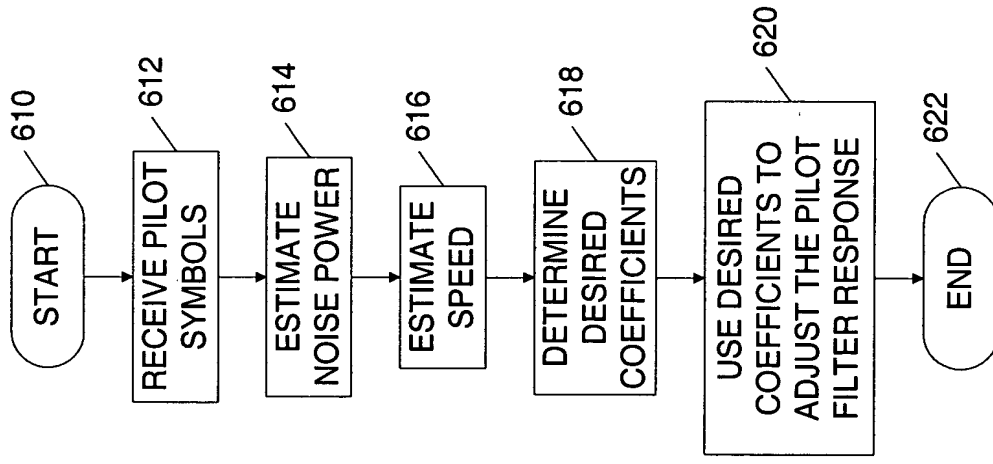 START
610
RECEIVE PILOT
SYMBOLS
612
ESTIMATE
NOISE POWER
614
ESTIMATE
SPEED
616
DETERMINE
DESIRED
COEFFICIENTS
618
USE DESIRED
COEFFICIENTS TO
ADJUST THE PILOT
FILTER RESPONSE
620
END
622